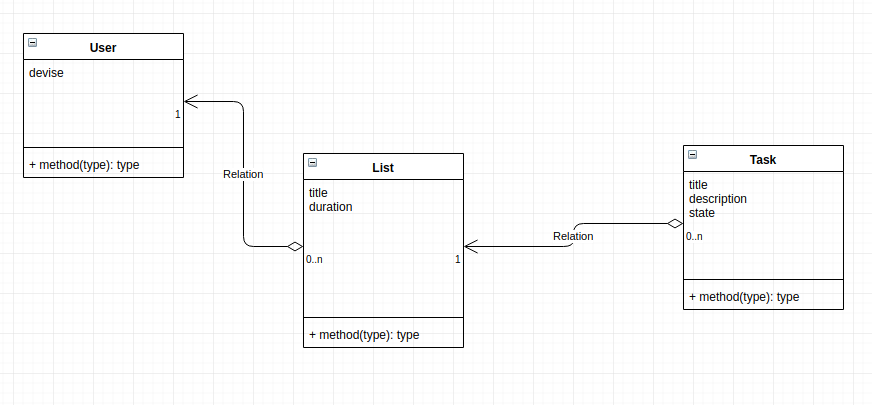 User
devise
1
+ method(type): type
Relation
List
title
duration
0..n
1
+ method(type): type
Relation
Task
title
description
state
0..n
+ method(type): type